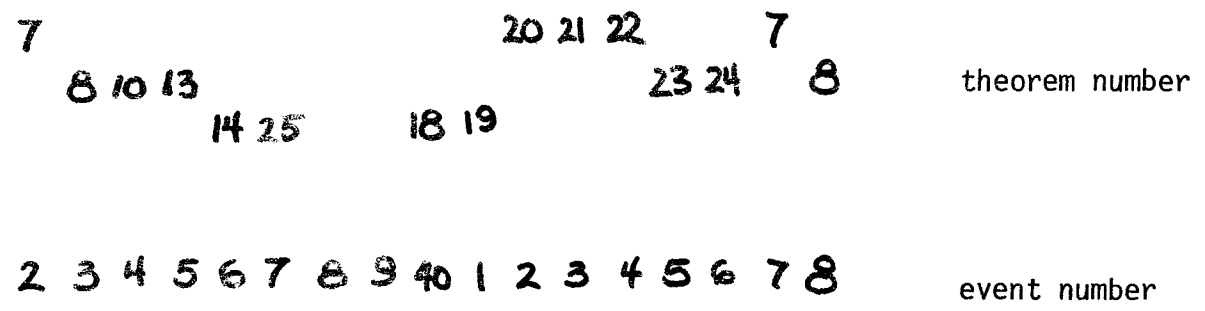 7 20 21 22 7
8 10 13 23 24 8 theorem number
14 25 18 19
2 3 4 5 6 7 8 9 40 1 2 3 4 5 6 7 8 event number